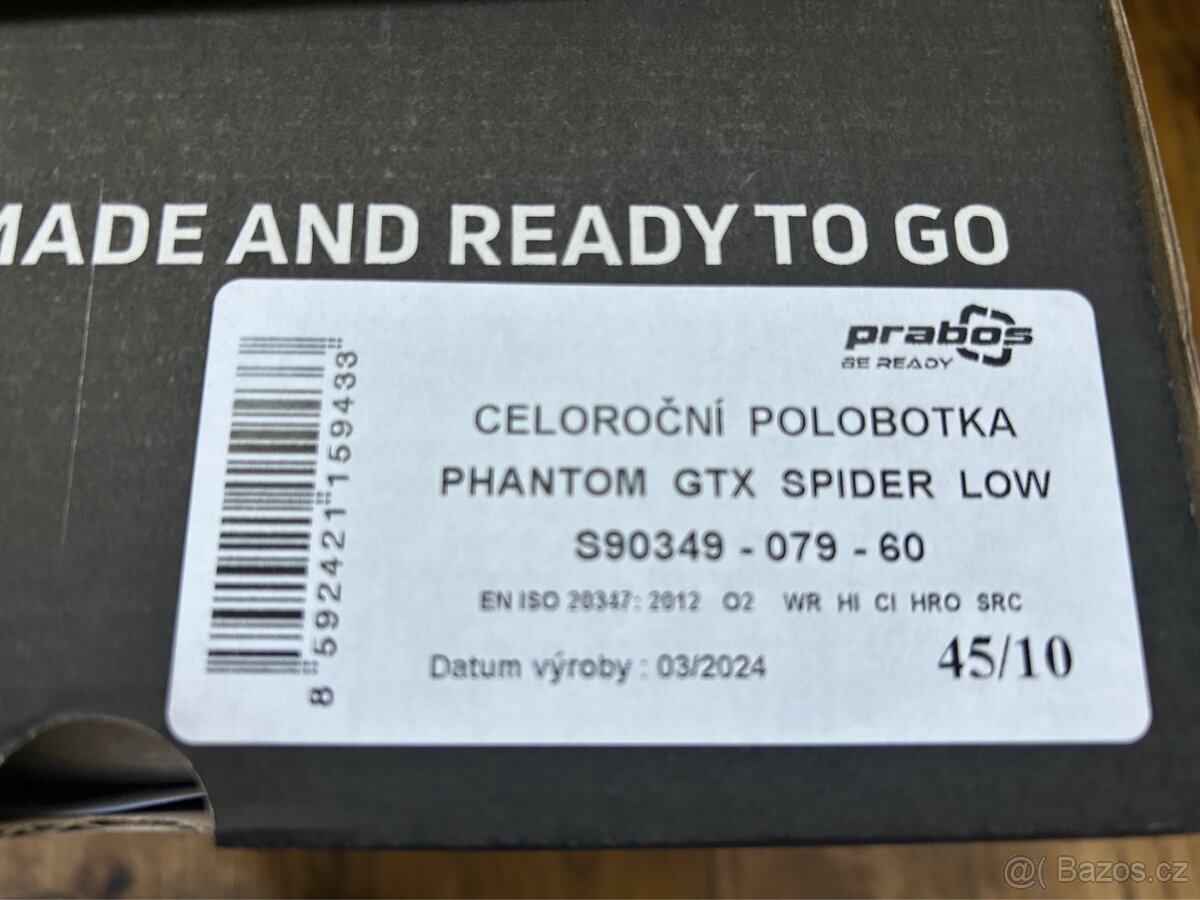 MADE AND READY TO GO
prabos
BE READY
CELOROČNÍ POLOBOTKA
PHANTOM GTX SPIDER LOW
S90349 - 079 - 60
EN ISO 20347: 2012 O2 WR HI CI HRO SRC
Datum výroby : 03/2024
45/10
8 592421 159433
@( Bazos.cz